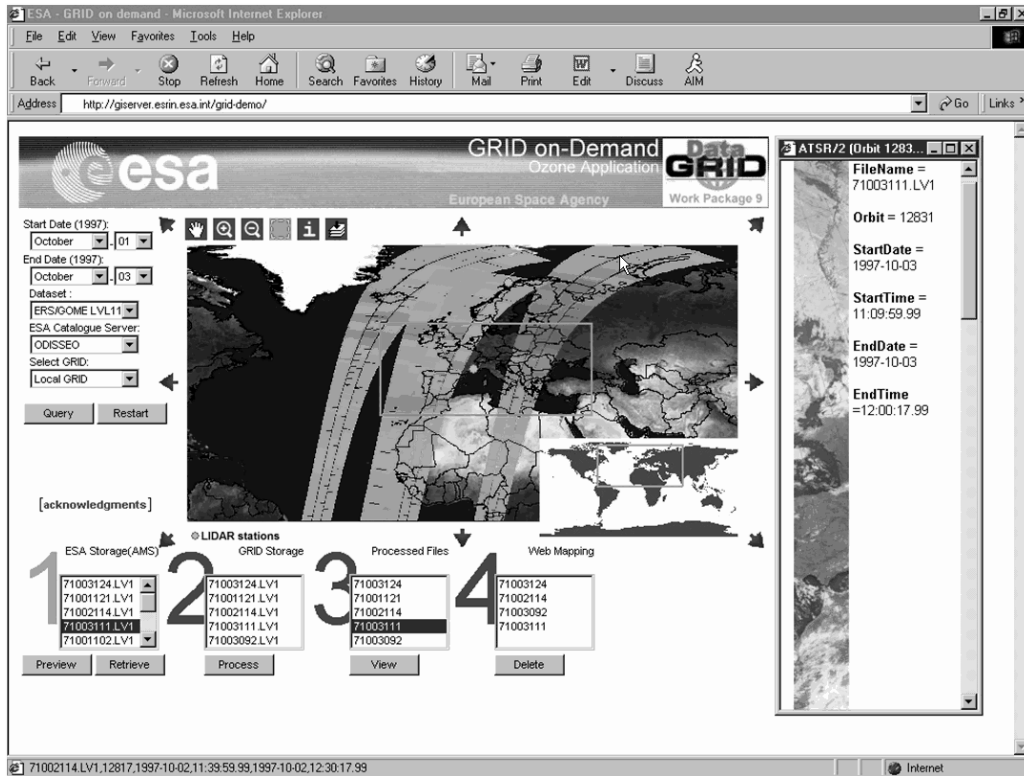 ESA - GRID on demand - Microsoft Internet Explorer
File Edit View Favorites Tools Help
Back Forward Stop Refresh Home Search Favorites History Mail Print Edit Discuss AIM
Address http://giserver.esrin.esa.int/grid-demo/ Go Links
esa
GRID on-Demand
Ozone Application
European Space Agency
Data
GRID
Work Package 9
Start Date (1997):
October - 01
End Date (1997):
October - 03
Dataset :
ERS/GOME LVL11
ESA Catalogue Server:
ODISSEO
Select GRID:
Local GRID
Query Restart
[acknowledgments]
LIDAR stations
1 ESA Storage(AMS)
71003124.LV1
71001121.LV1
71002114.LV1
71003111.LV1
71001102.LV1
Preview Retrieve
2 GRID Storage
71003124.LV1
71001121.LV1
71002114.LV1
71003111.LV1
71003092.LV1
Process
3 Processed Files
71003124
71001121
71002114
71003111
71003092
View
4 Web Mapping
71003124
71002114
71003092
71003111
Delete
ATSR/2 (Orbit 1283...
FileName =
71003111.LV1
Orbit = 12831
StartDate =
1997-10-03
StartTime =
11:09:59.99
EndDate =
1997-10-03
EndTime
=12:00:17.99
71002114.LV1,12817,1997-10-02,11:39:59.99,1997-10-02,12:30:17.99
Internet